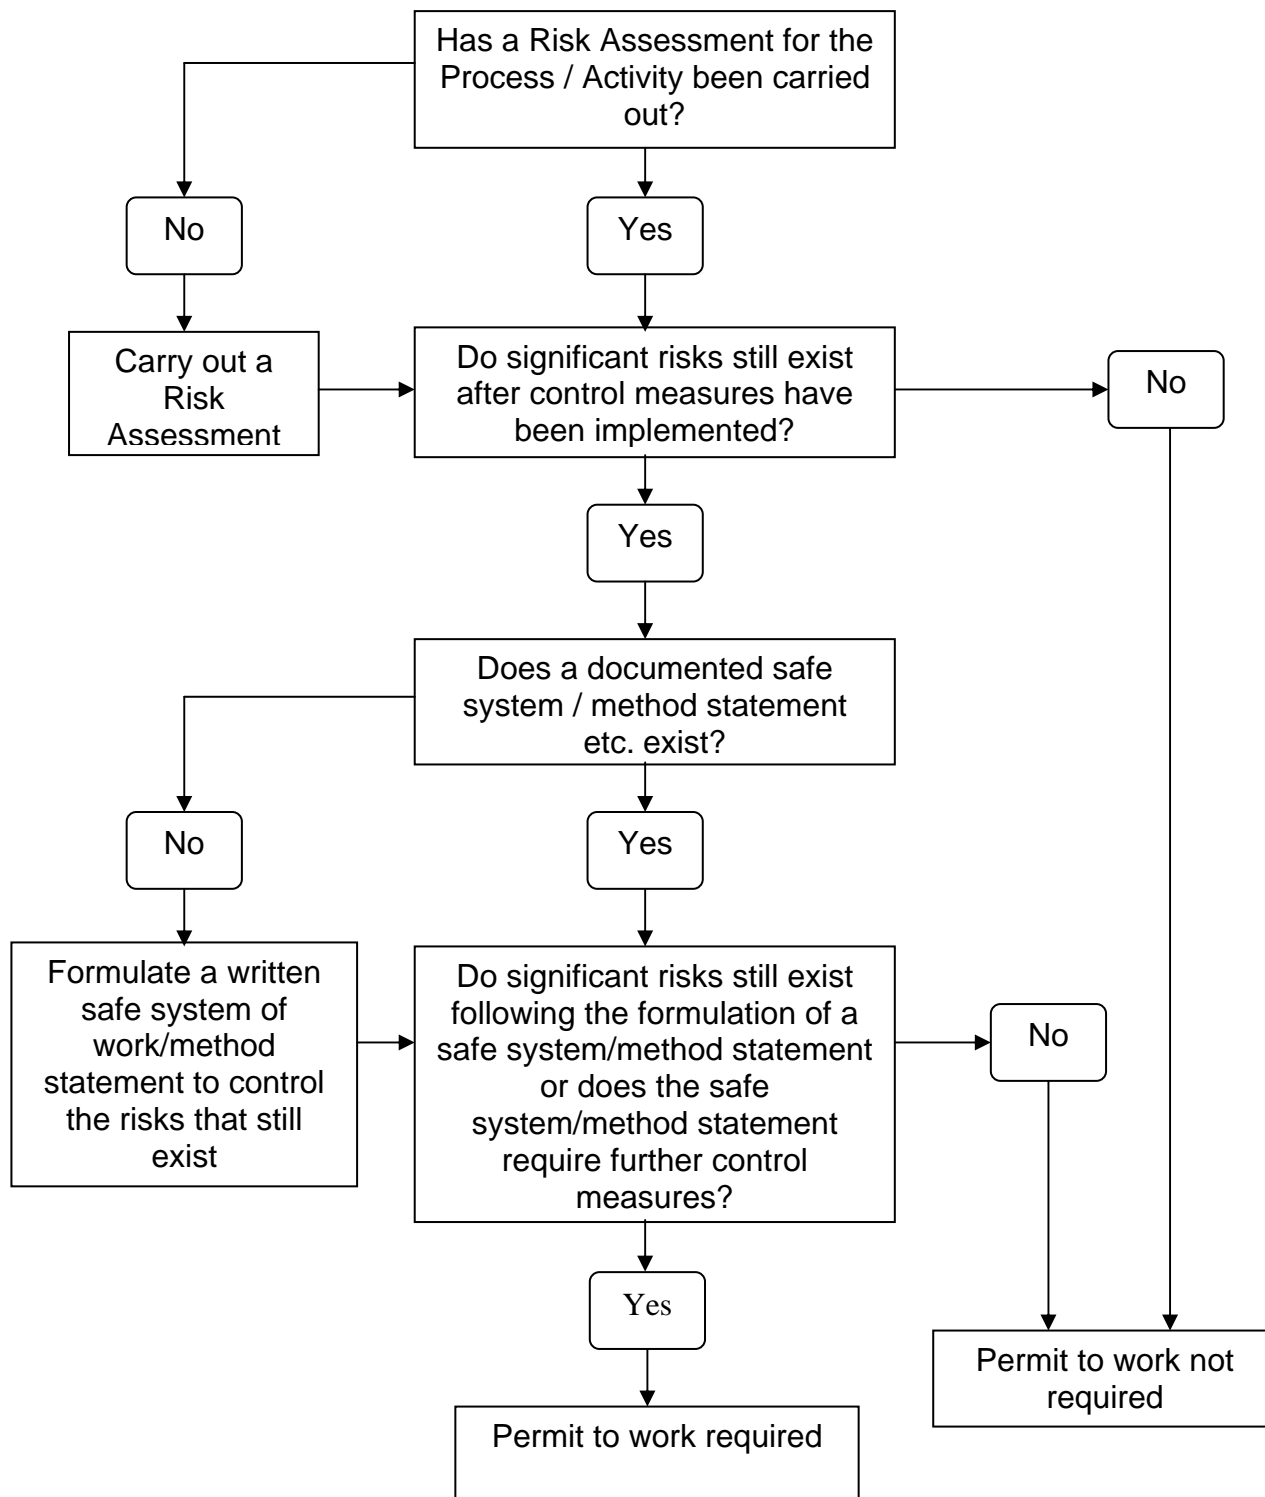 Has a Risk Assessment for the
Process / Activity been carried
out?
No
Yes
Carry out a
Risk
Assessment
Do significant risks still exist
after control measures have
been implemented?
No
Yes
Does a documented safe
system / method statement
etc. exist?
No
Yes
Formulate a written
safe system of
work/method
statement to control
the risks that still
exist
Do significant risks still exist
following the formulation of a
safe system/method statement
or does the safe
system/method statement
require further control
measures?
No
Yes
Permit to work not
required
Permit to work required